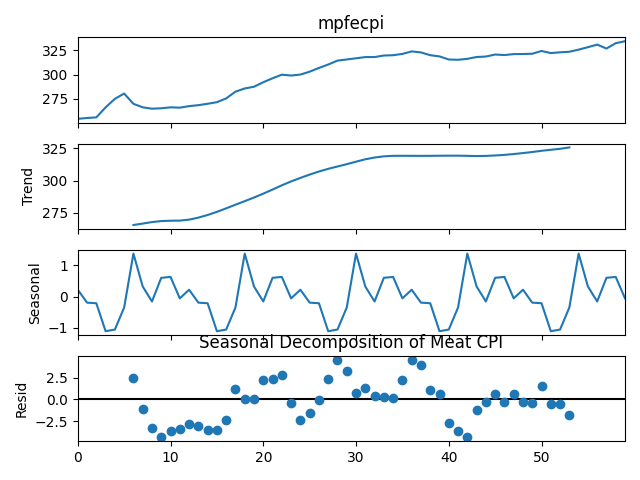 mpfecpi
325
300
275
325
Trend
300
275
1
Seasonal
0
−1
Seasonal Decomposition of Meat CPI
2.5
Resid
0.0
−2.5
0 10 20 30 40 50